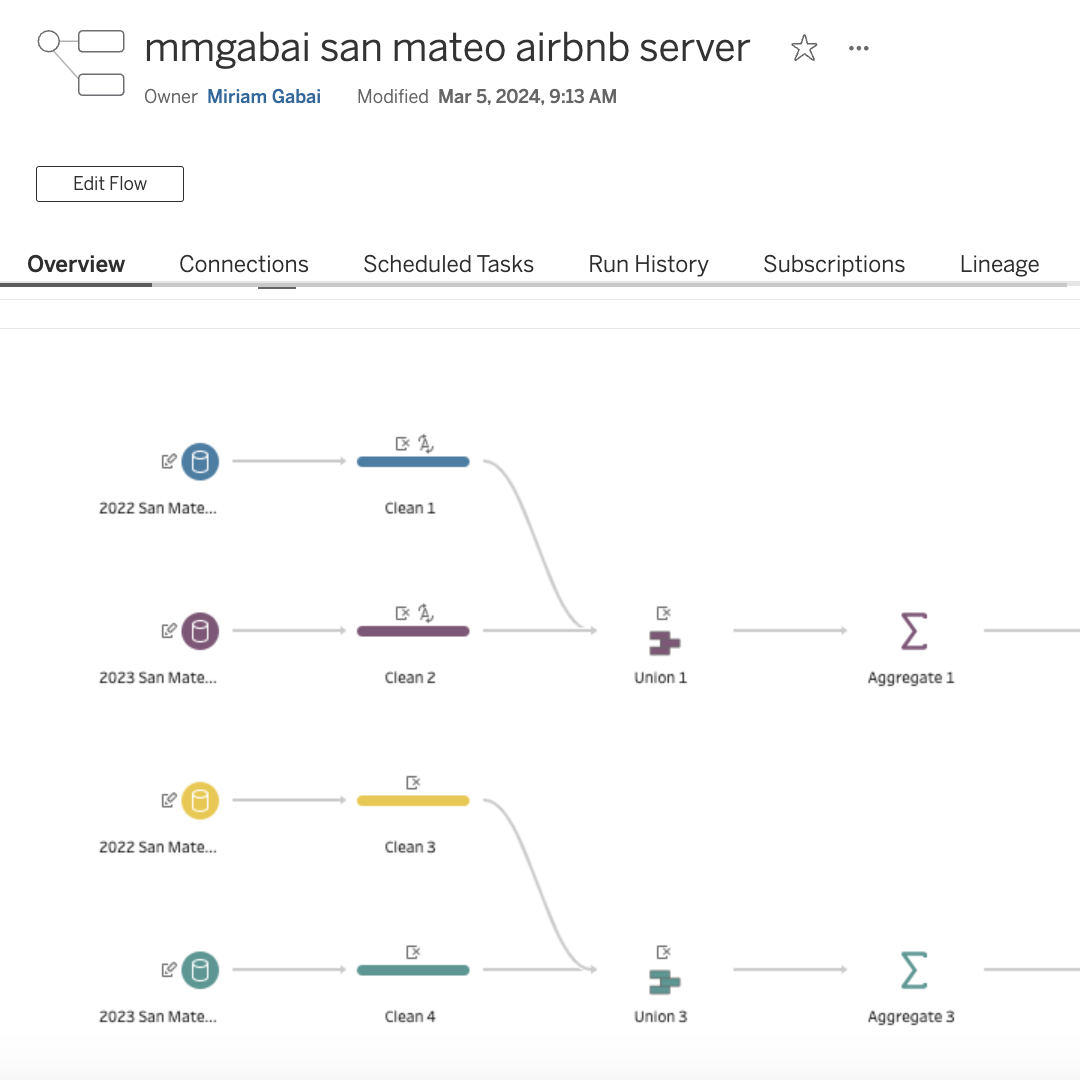 mmgabai san mateo airbnb server
Owner Miriam Gabai Modified Mar 5, 2024, 9:13 AM
Edit Flow
Overview Connections Scheduled Tasks Run History Subscriptions Lineage
2022 San Mate... Clean 1
2023 San Mate... Clean 2 Union 1 Aggregate 1
2022 San Mate... Clean 3
2023 San Mate... Clean 4 Union 3 Aggregate 3